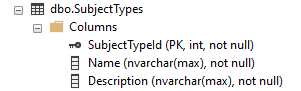 dbo.SubjectTypes
Columns
SubjectTypeId (PK, int, not null)
Name (nvarchar(max), not null)
Description (nvarchar(max), not null)